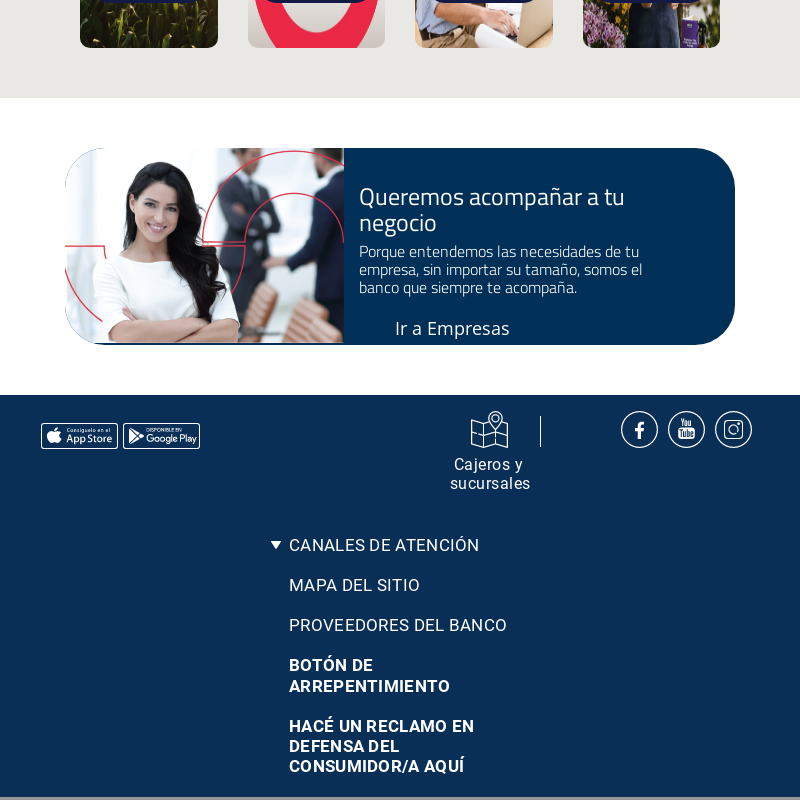 Queremos acompañar a tu
negocio
Porque entendemos las necesidades de tu
empresa, sin importar su tamaño, somos el
banco que siempre te acompaña.
Ir a Empresas
Consíguelo en el
App Store
DISPONIBLE EN
Google Play
Cajeros y
sucursales
You
Tube
CANALES DE ATENCIÓN
MAPA DEL SITIO
PROVEEDORES DEL BANCO
BOTÓN DE
ARREPENTIMIENTO
HACÉ UN RECLAMO EN
DEFENSA DEL
CONSUMIDOR/A AQUÍ